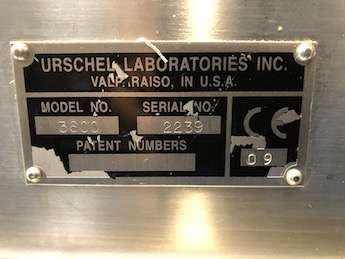 URSCHEL LABORATORIES INC.
VALPARAISO, IN U.S.A.
MODEL NO. SERIAL NO.
3600 2239
PATENT NUMBERS
CE
09